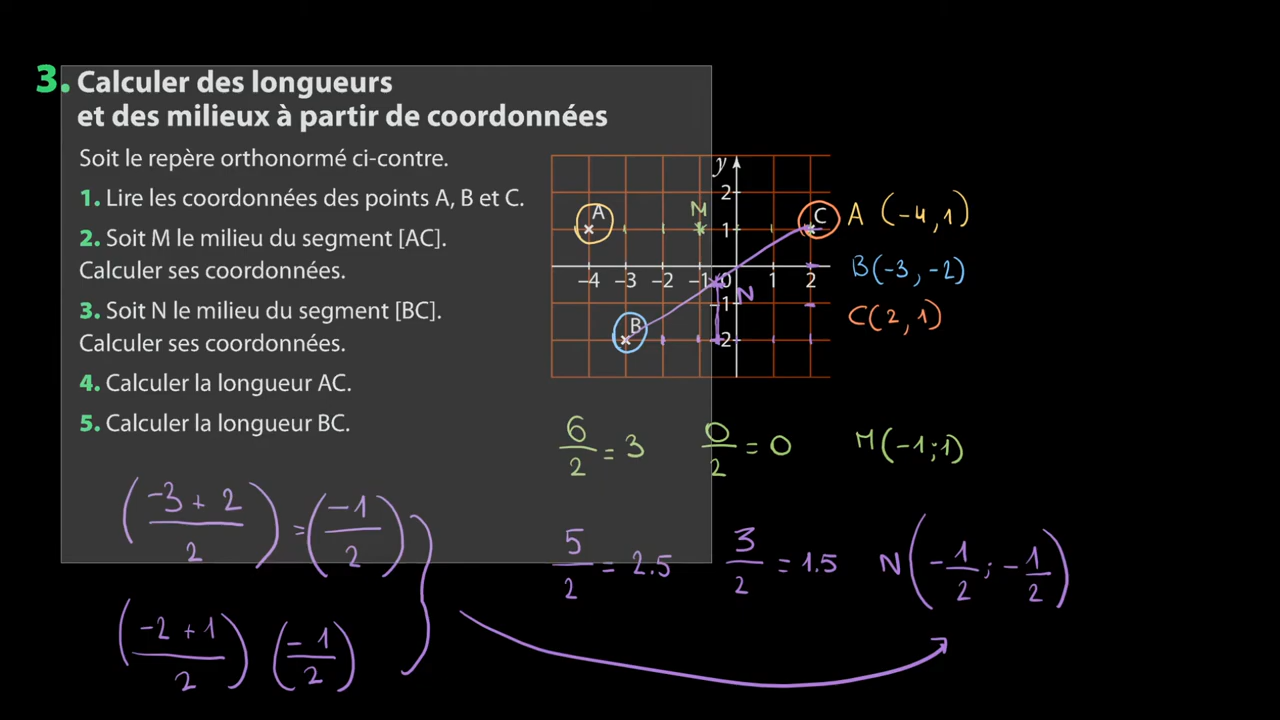 3. Calculer des longueurs
et des milieux à partir de coordonnées
Soit le repère orthonormé ci-contre.
1. Lire les coordonnées des points A, B et C.
2. Soit M le milieu du segment [AC].
Calculer ses coordonnées.
3. Soit N le milieu du segment [BC].
Calculer ses coordonnées.
4. Calculer la longueur AC.
5. Calculer la longueur BC.
y
2
A M C
1
-4 -3 -2 -1 0 1 2
N
-1
B
-2
A (-4, 1)
B(-3, -2)
C(2, 1)
6/2 = 3 0/2 = 0 M(-1;1)
(-3 + 2 / 2) = (-1/2)
5/2 = 2.5 3/2 = 1.5 N(-1/2; -1/2)
(-2 + 1 / 2) (-1/2)